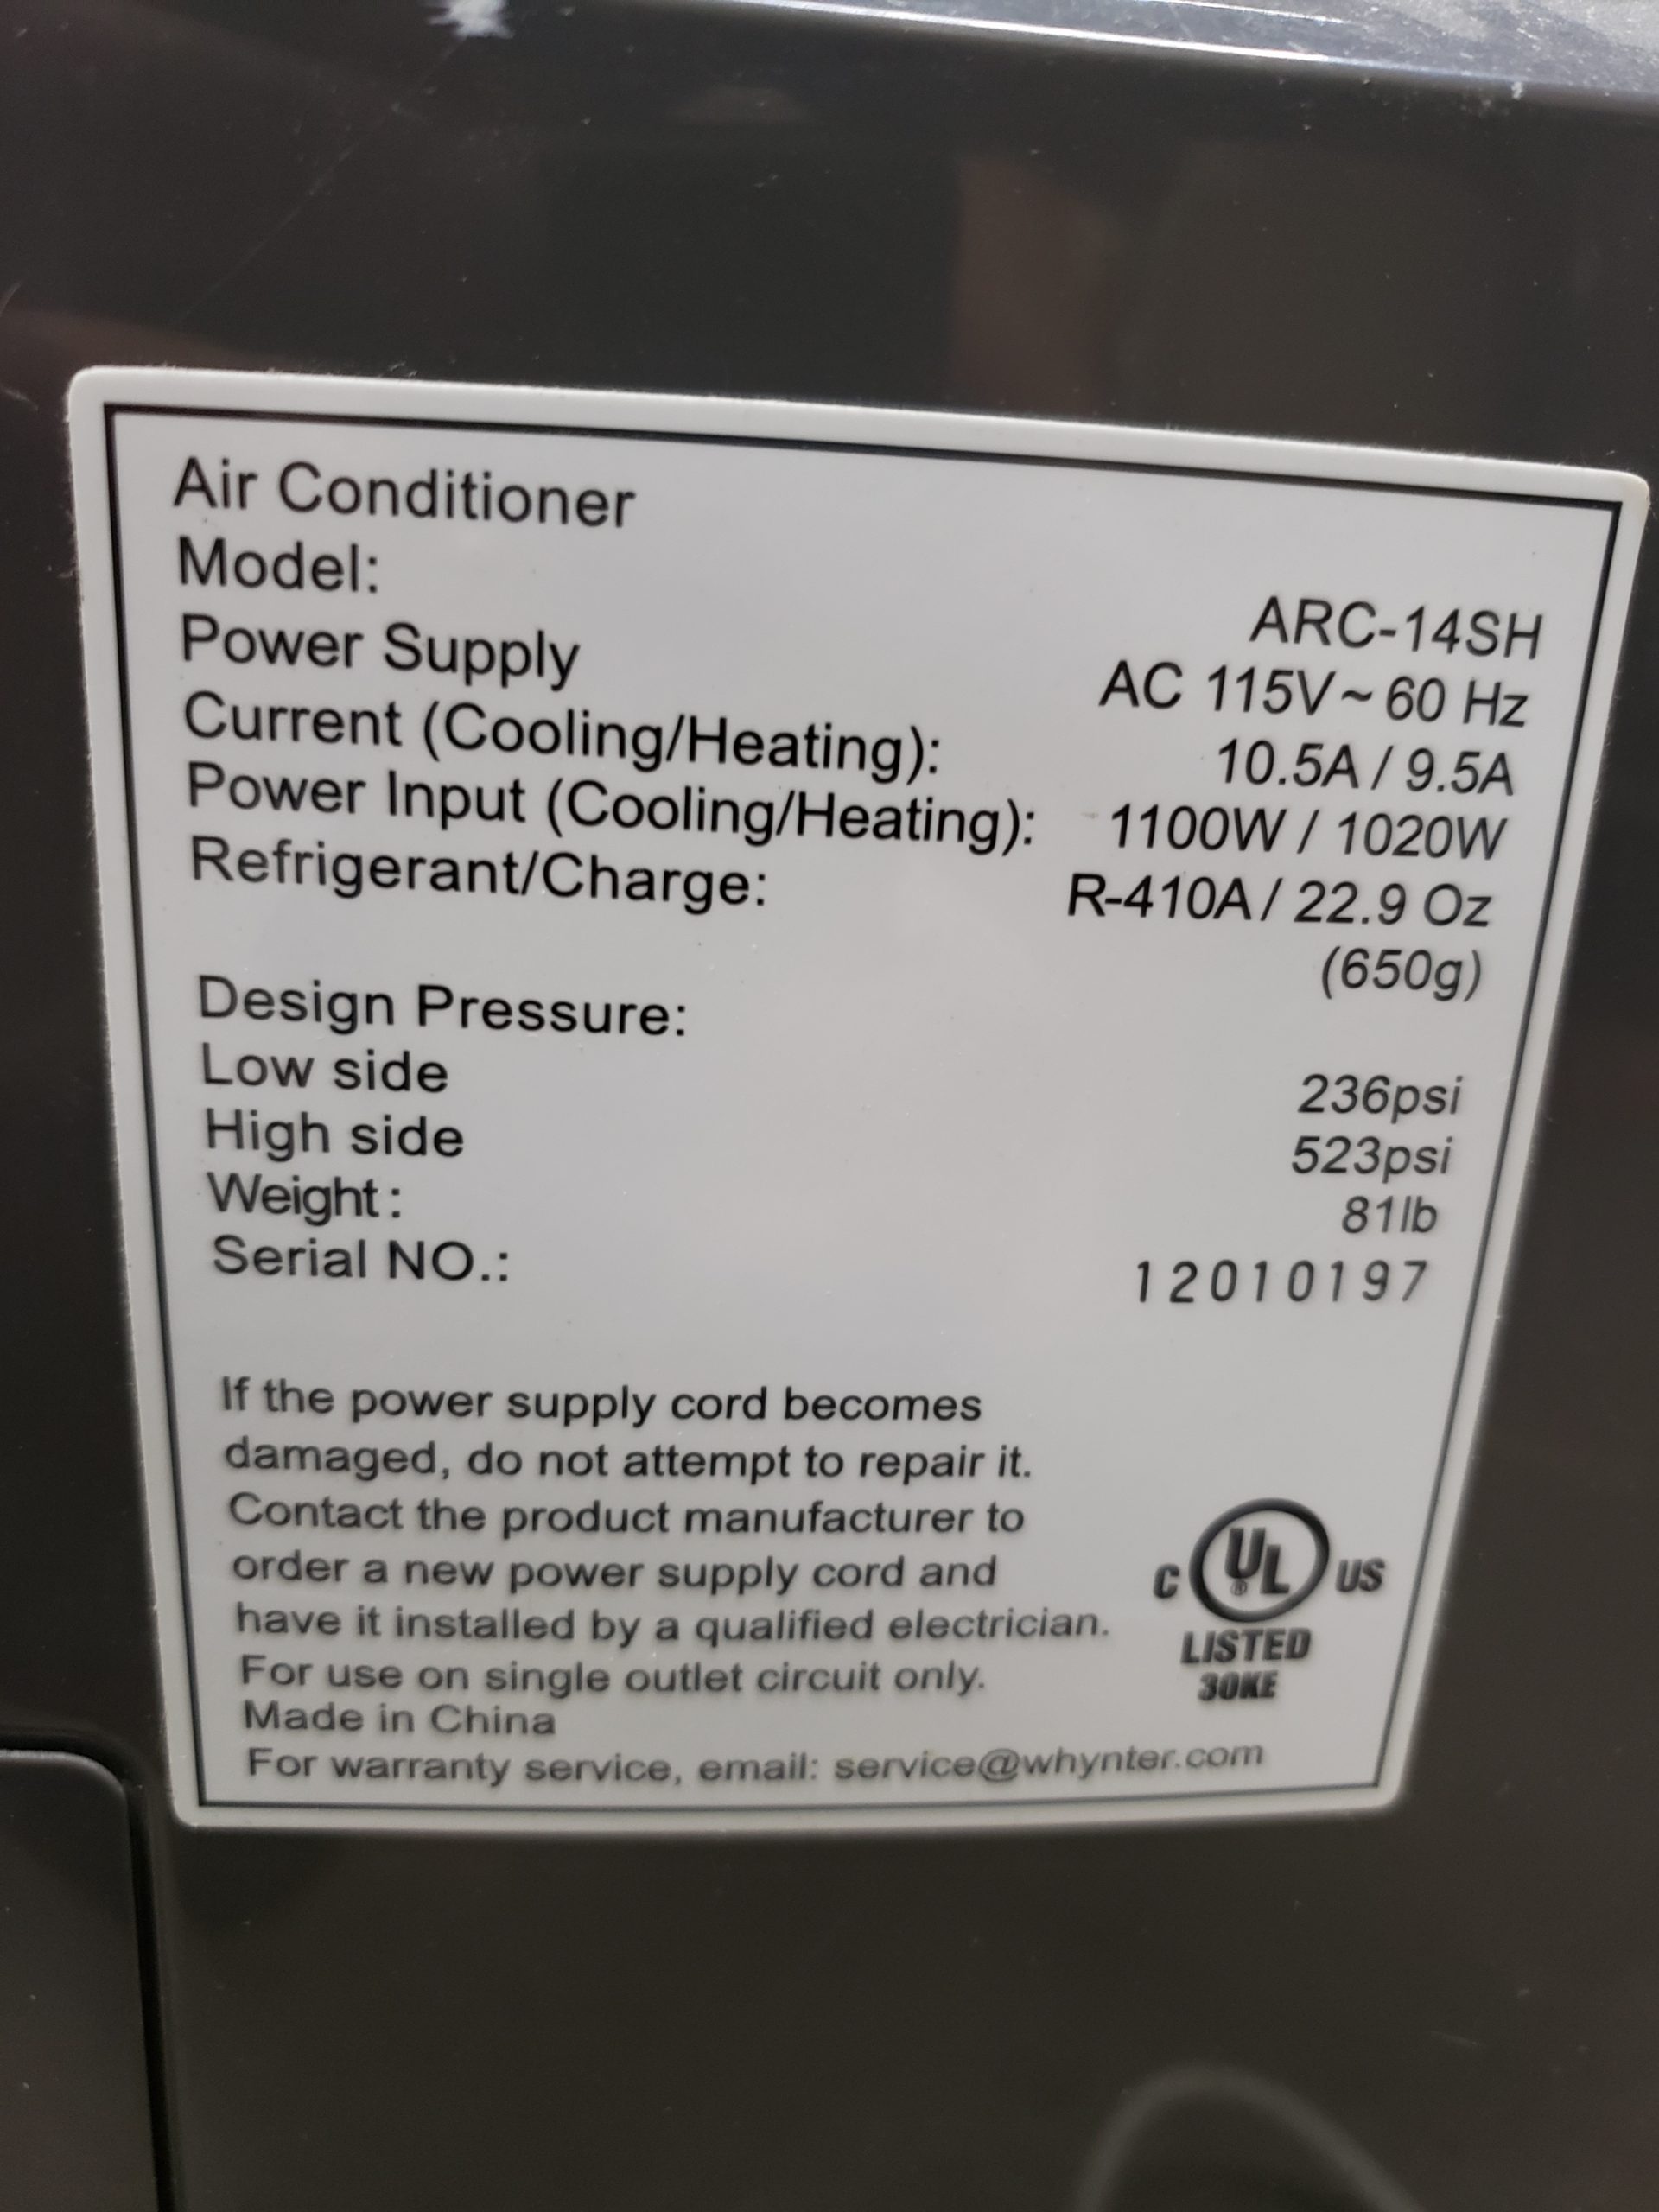 Air Conditioner
Model: ARC-14SH
Power Supply AC 115V~60 Hz
Current (Cooling/Heating): 10.5A / 9.5A
Power Input (Cooling/Heating): 1100W / 1020W
Refrigerant/Charge: R-410A / 22.9 Oz
(650g)
Design Pressure:
Low side 236psi
High side 523psi
Weight: 81lb
Serial NO.: 12010197
If the power supply cord becomes
damaged, do not attempt to repair it.
Contact the product manufacturer to
order a new power supply cord and
have it installed by a qualified electrician.
For use on single outlet circuit only.
Made in China
For warranty service, email: service@whynter.com
C UL® US
LISTED
30KE